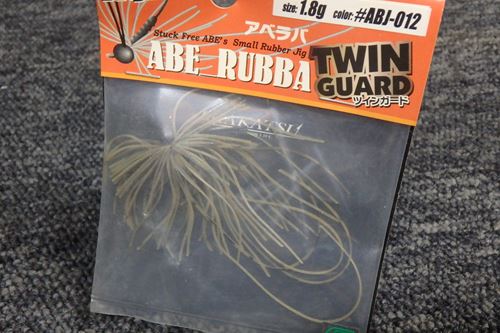 size: 1.8g color: #ABJ-012
アベラバ
Stuck Free ABE's Small Rubber Jig
ABE RUBBA TWIN
GUARD
ツインガード